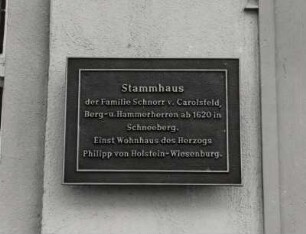 Stammhaus
der Familie Schnorr v. Carolsfeld,
Berg-u. Hammerherren ab 1620 in
Schneeberg.
Einst Wohnhaus des Herzogs
Philipp von Holstein-Wiesenburg.